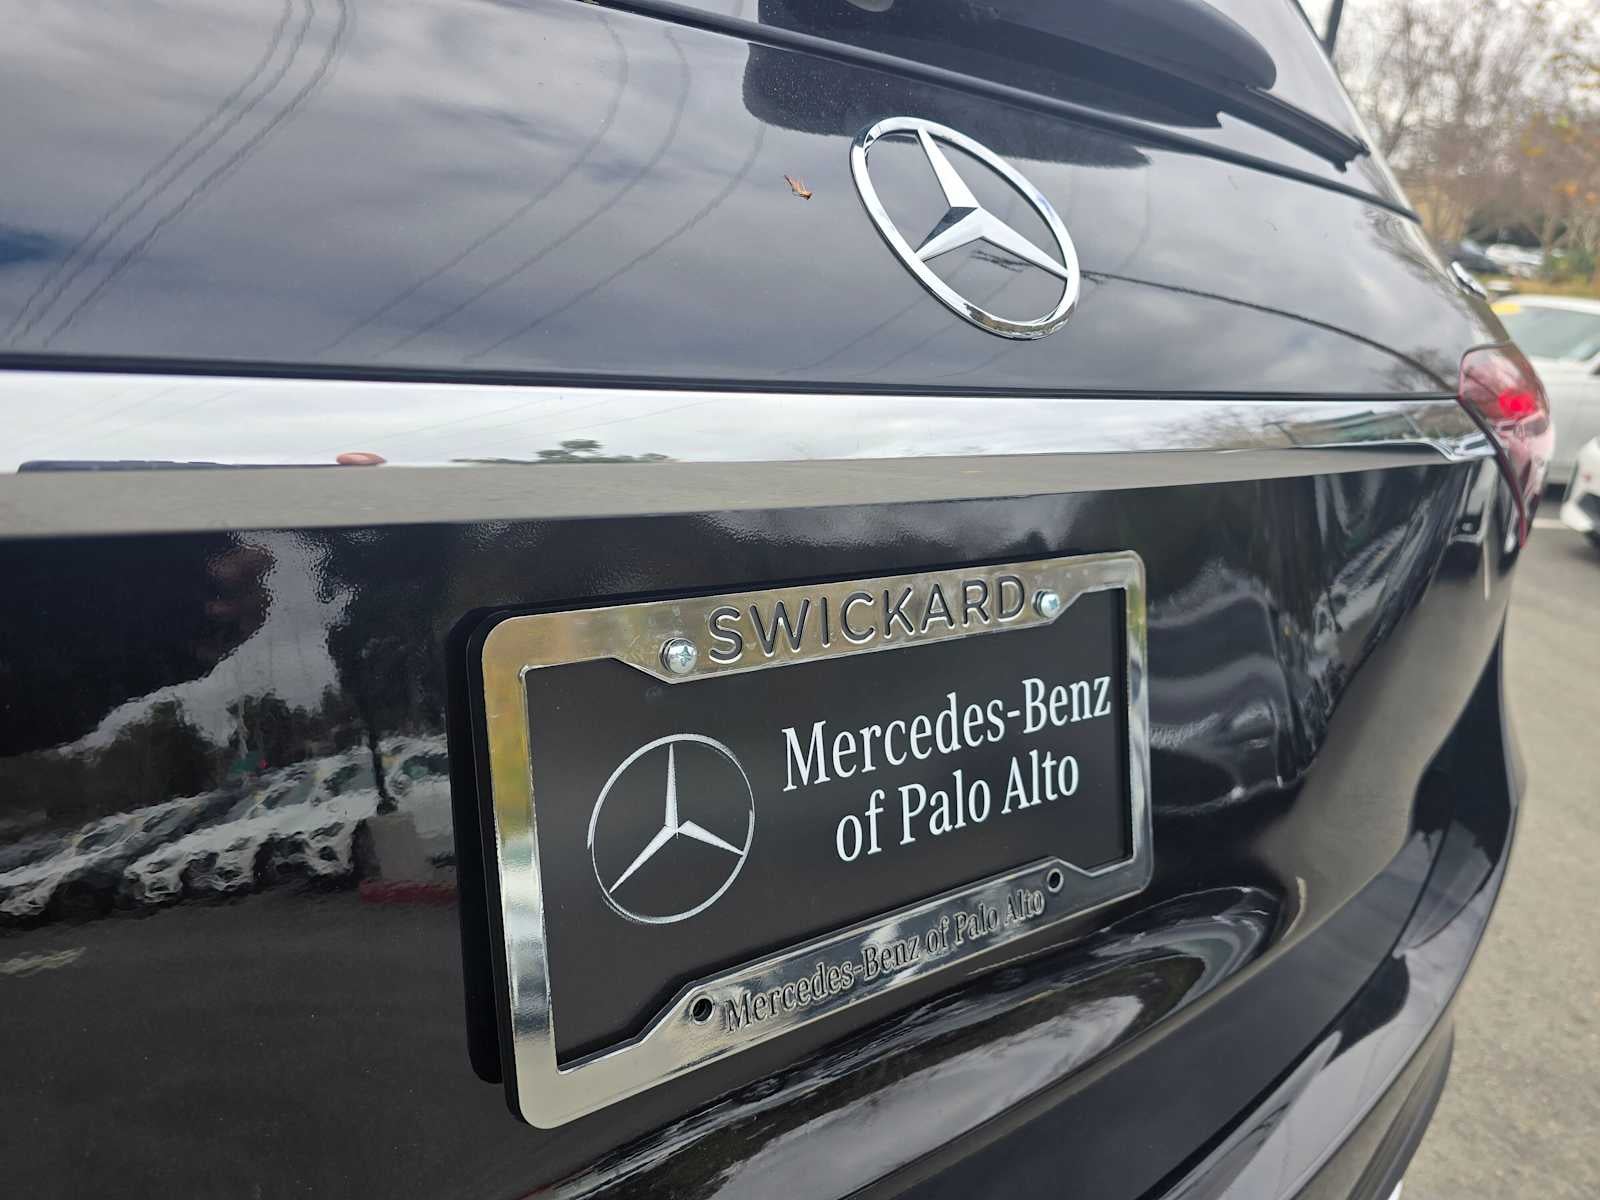 SWICKARD
Mercedes-Benz
of Palo Alto
Mercedes-Benz of Palo Alto